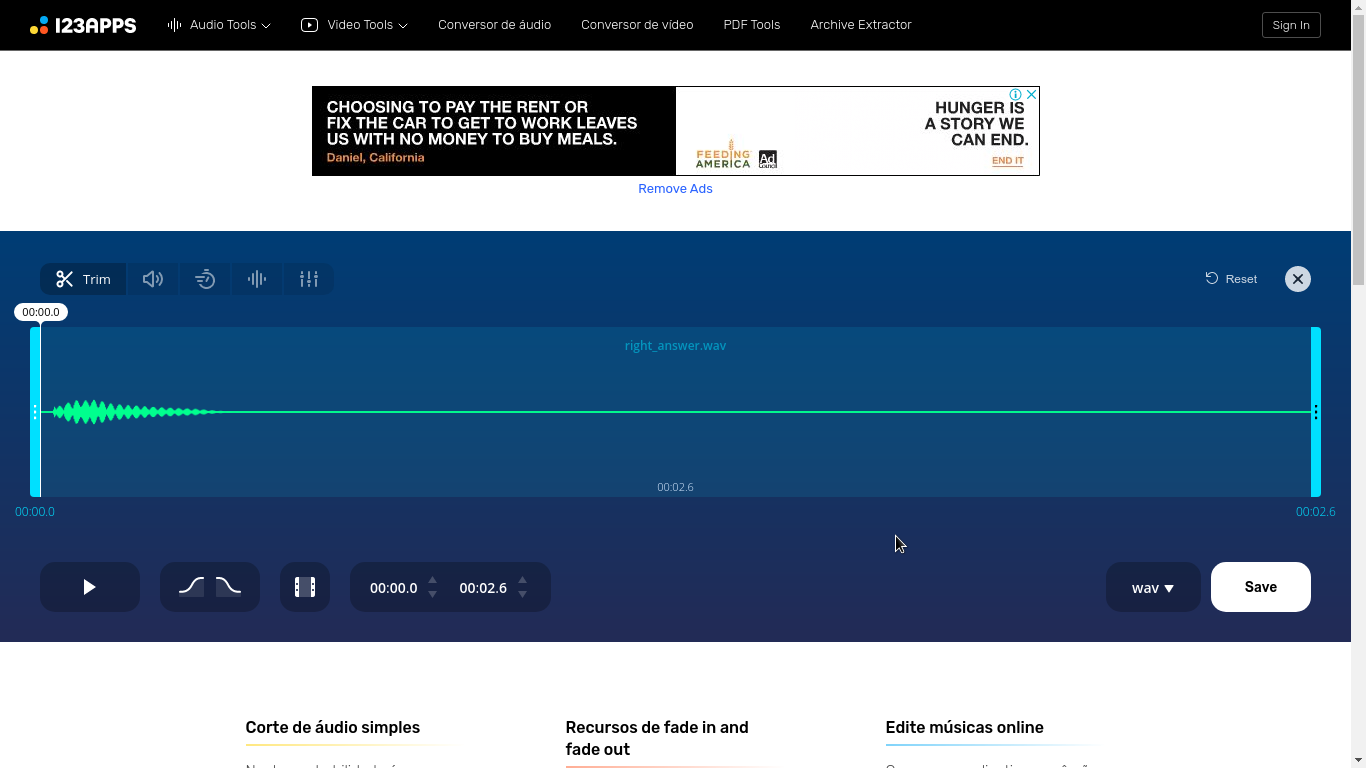 123APPS
Audio Tools
Video Tools
Conversor de áudio
Conversor de vídeo
PDF Tools
Archive Extractor
Sign In
CHOOSING TO PAY THE RENT OR
FIX THE CAR TO GET TO WORK LEAVES
US WITH NO MONEY TO BUY MEALS.
Daniel, California
FEEDING
AMERICA
Ad
Council
HUNGER IS
A STORY WE
CAN END.
END IT
Remove Ads
Trim
Reset
00:00.0
right_answer.wav
00:02.6
00:00.0
00:02.6
00:00.0
00:02.6
wav
Save
Corte de áudio simples
Recursos de fade in and
fade out
Edite músicas online